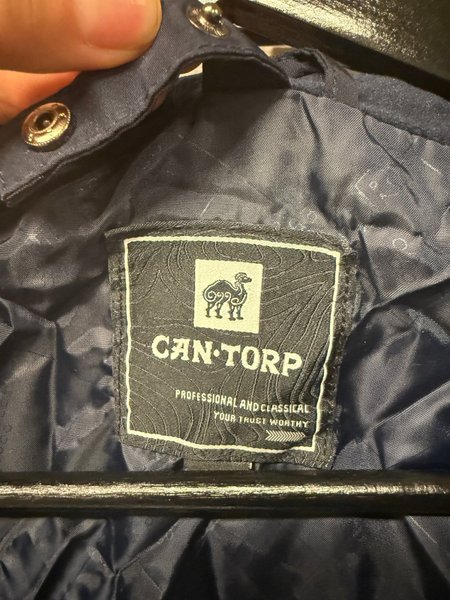 CAN·TORP
PROFESSIONAL AND CLASSICAL
YOUR TRUST WORTHY